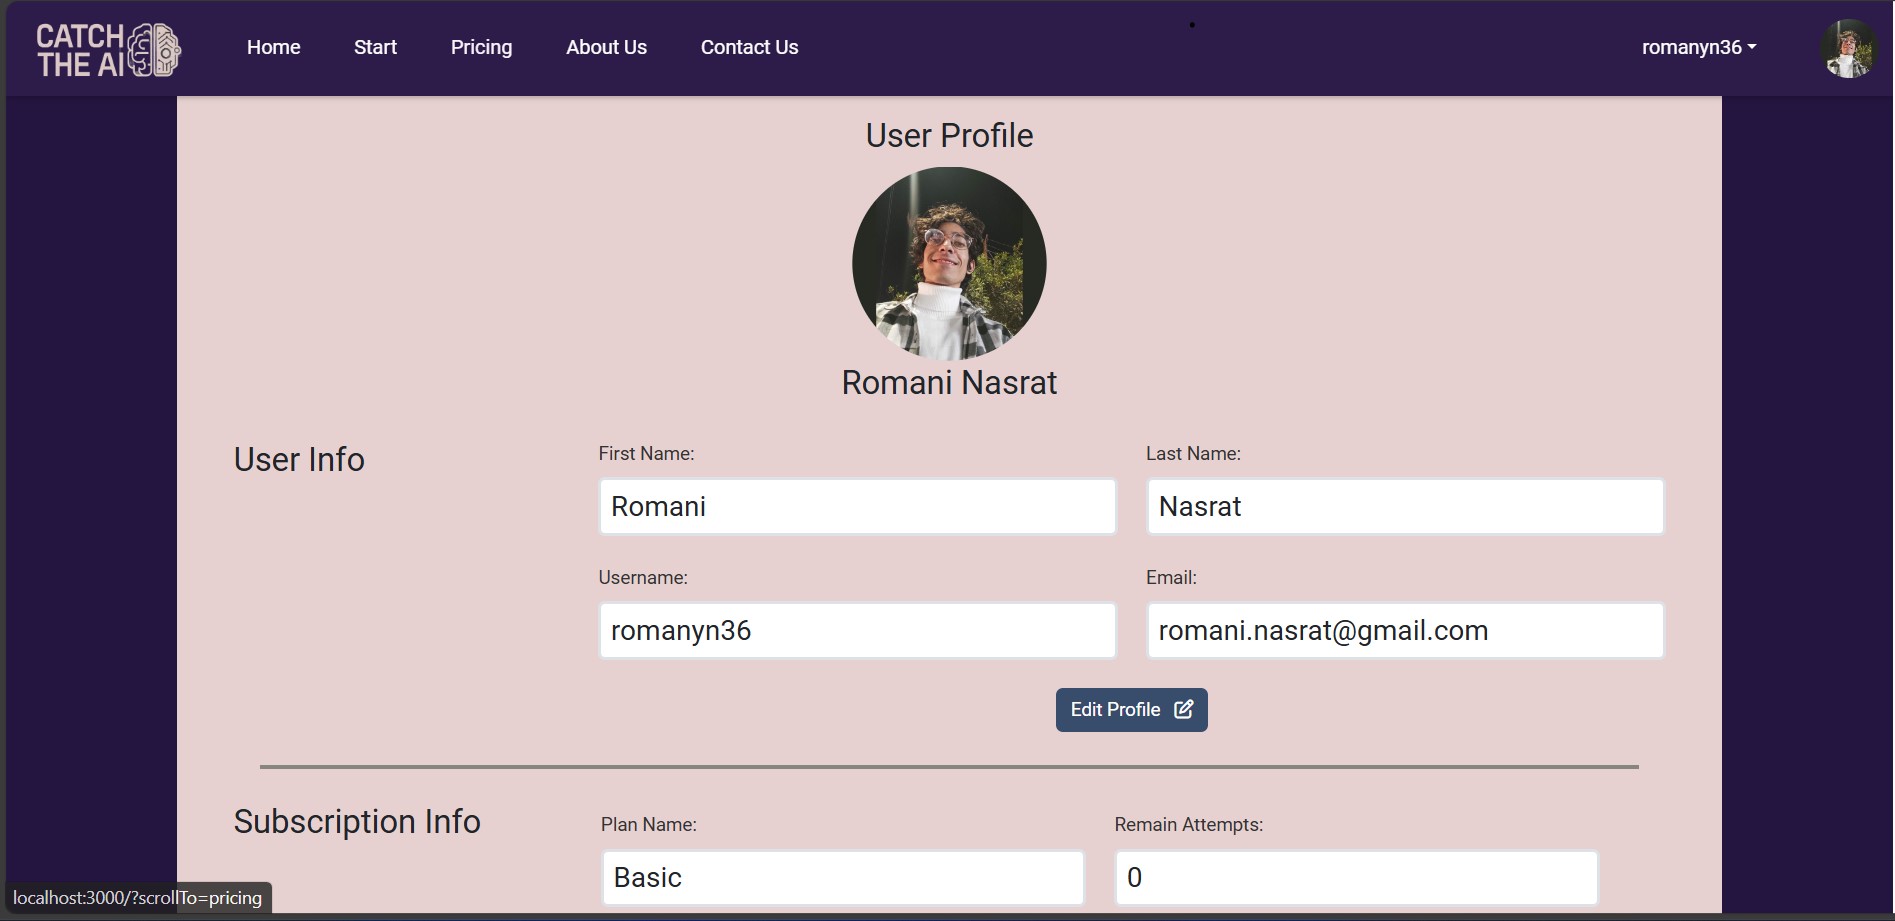 CATCH
THE AI
Home Start Pricing About Us Contact Us romanyn36
User Profile
Romani Nasrat
User Info
First Name: Last Name:
Romani Nasrat
Username: Email:
romanyn36 romani.nasrat@gmail.com
Edit Profile
Subscription Info
Plan Name: Remain Attempts:
Basic 0
localhost:3000/?scrollTo=pricing